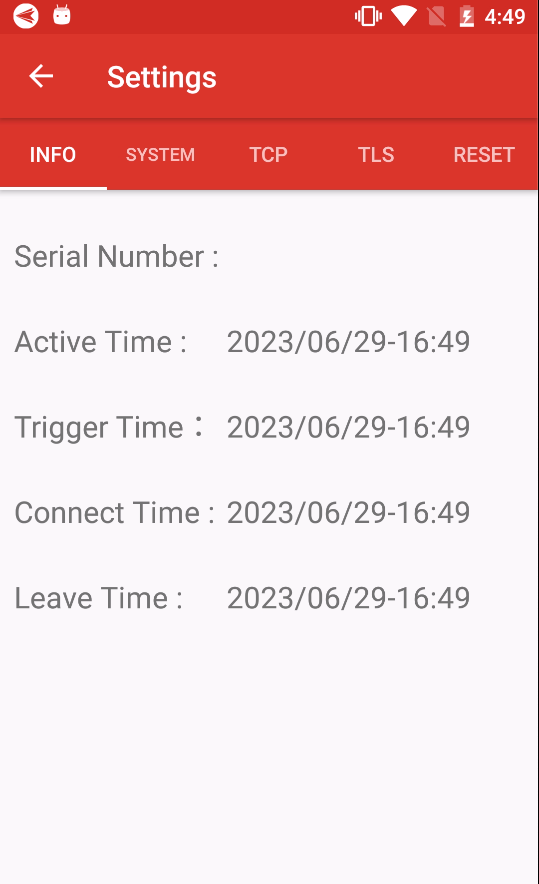 4:49
Settings
INFO SYSTEM TCP TLS RESET
Serial Number :
Active Time : 2023/06/29-16:49
Trigger Time： 2023/06/29-16:49
Connect Time : 2023/06/29-16:49
Leave Time : 2023/06/29-16:49